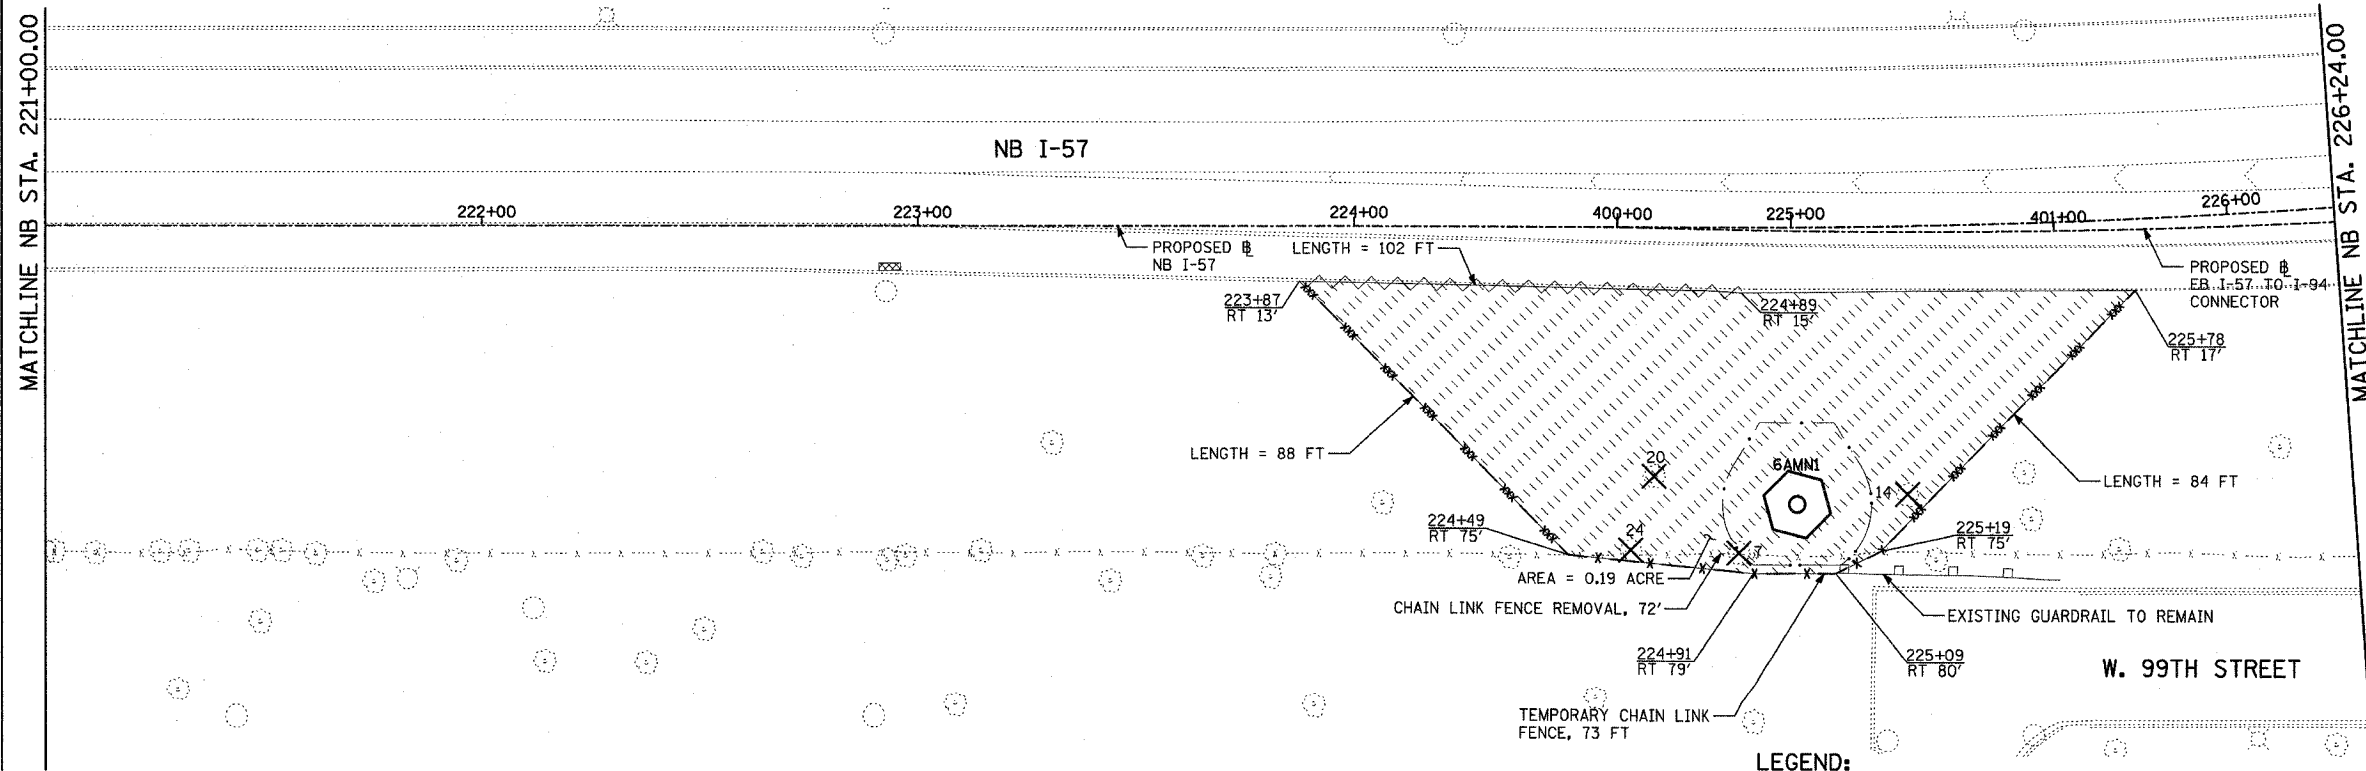 MATCHLINE NB STA. 221+00.00
MATCHLINE NB STA. 226+24.00
NB I-57
222+00
223+00
224+00
400+00
225+00
401+00
226+00
PROPOSED BL
NB I-57
LENGTH = 102 FT
PROPOSED BL
EB I-57 TO I-94
CONNECTOR
223+87
RT 13'
224+89
RT 15'
225+78
RT 17'
LENGTH = 88 FT
LENGTH = 84 FT
20
6AMN1
14
24
7
224+49
RT 75'
225+19
RT 75'
AREA = 0.19 ACRE
CHAIN LINK FENCE REMOVAL, 72'
EXISTING GUARDRAIL TO REMAIN
224+91
RT 79'
225+09
RT 80'
W. 99TH STREET
TEMPORARY CHAIN LINK
FENCE, 73 FT
LEGEND: